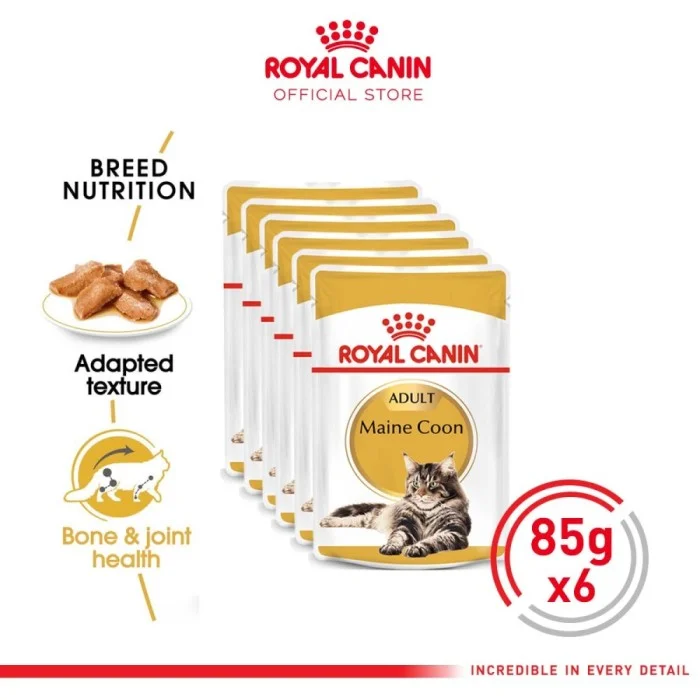 ROYAL CANIN
OFFICIAL STORE
BREED
NUTRITION
Adapted
texture
Bone & joint
health
ROYAL CANIN®
ADULT
Maine Coon
85g
x6
INCREDIBLE IN EVERY DETAIL